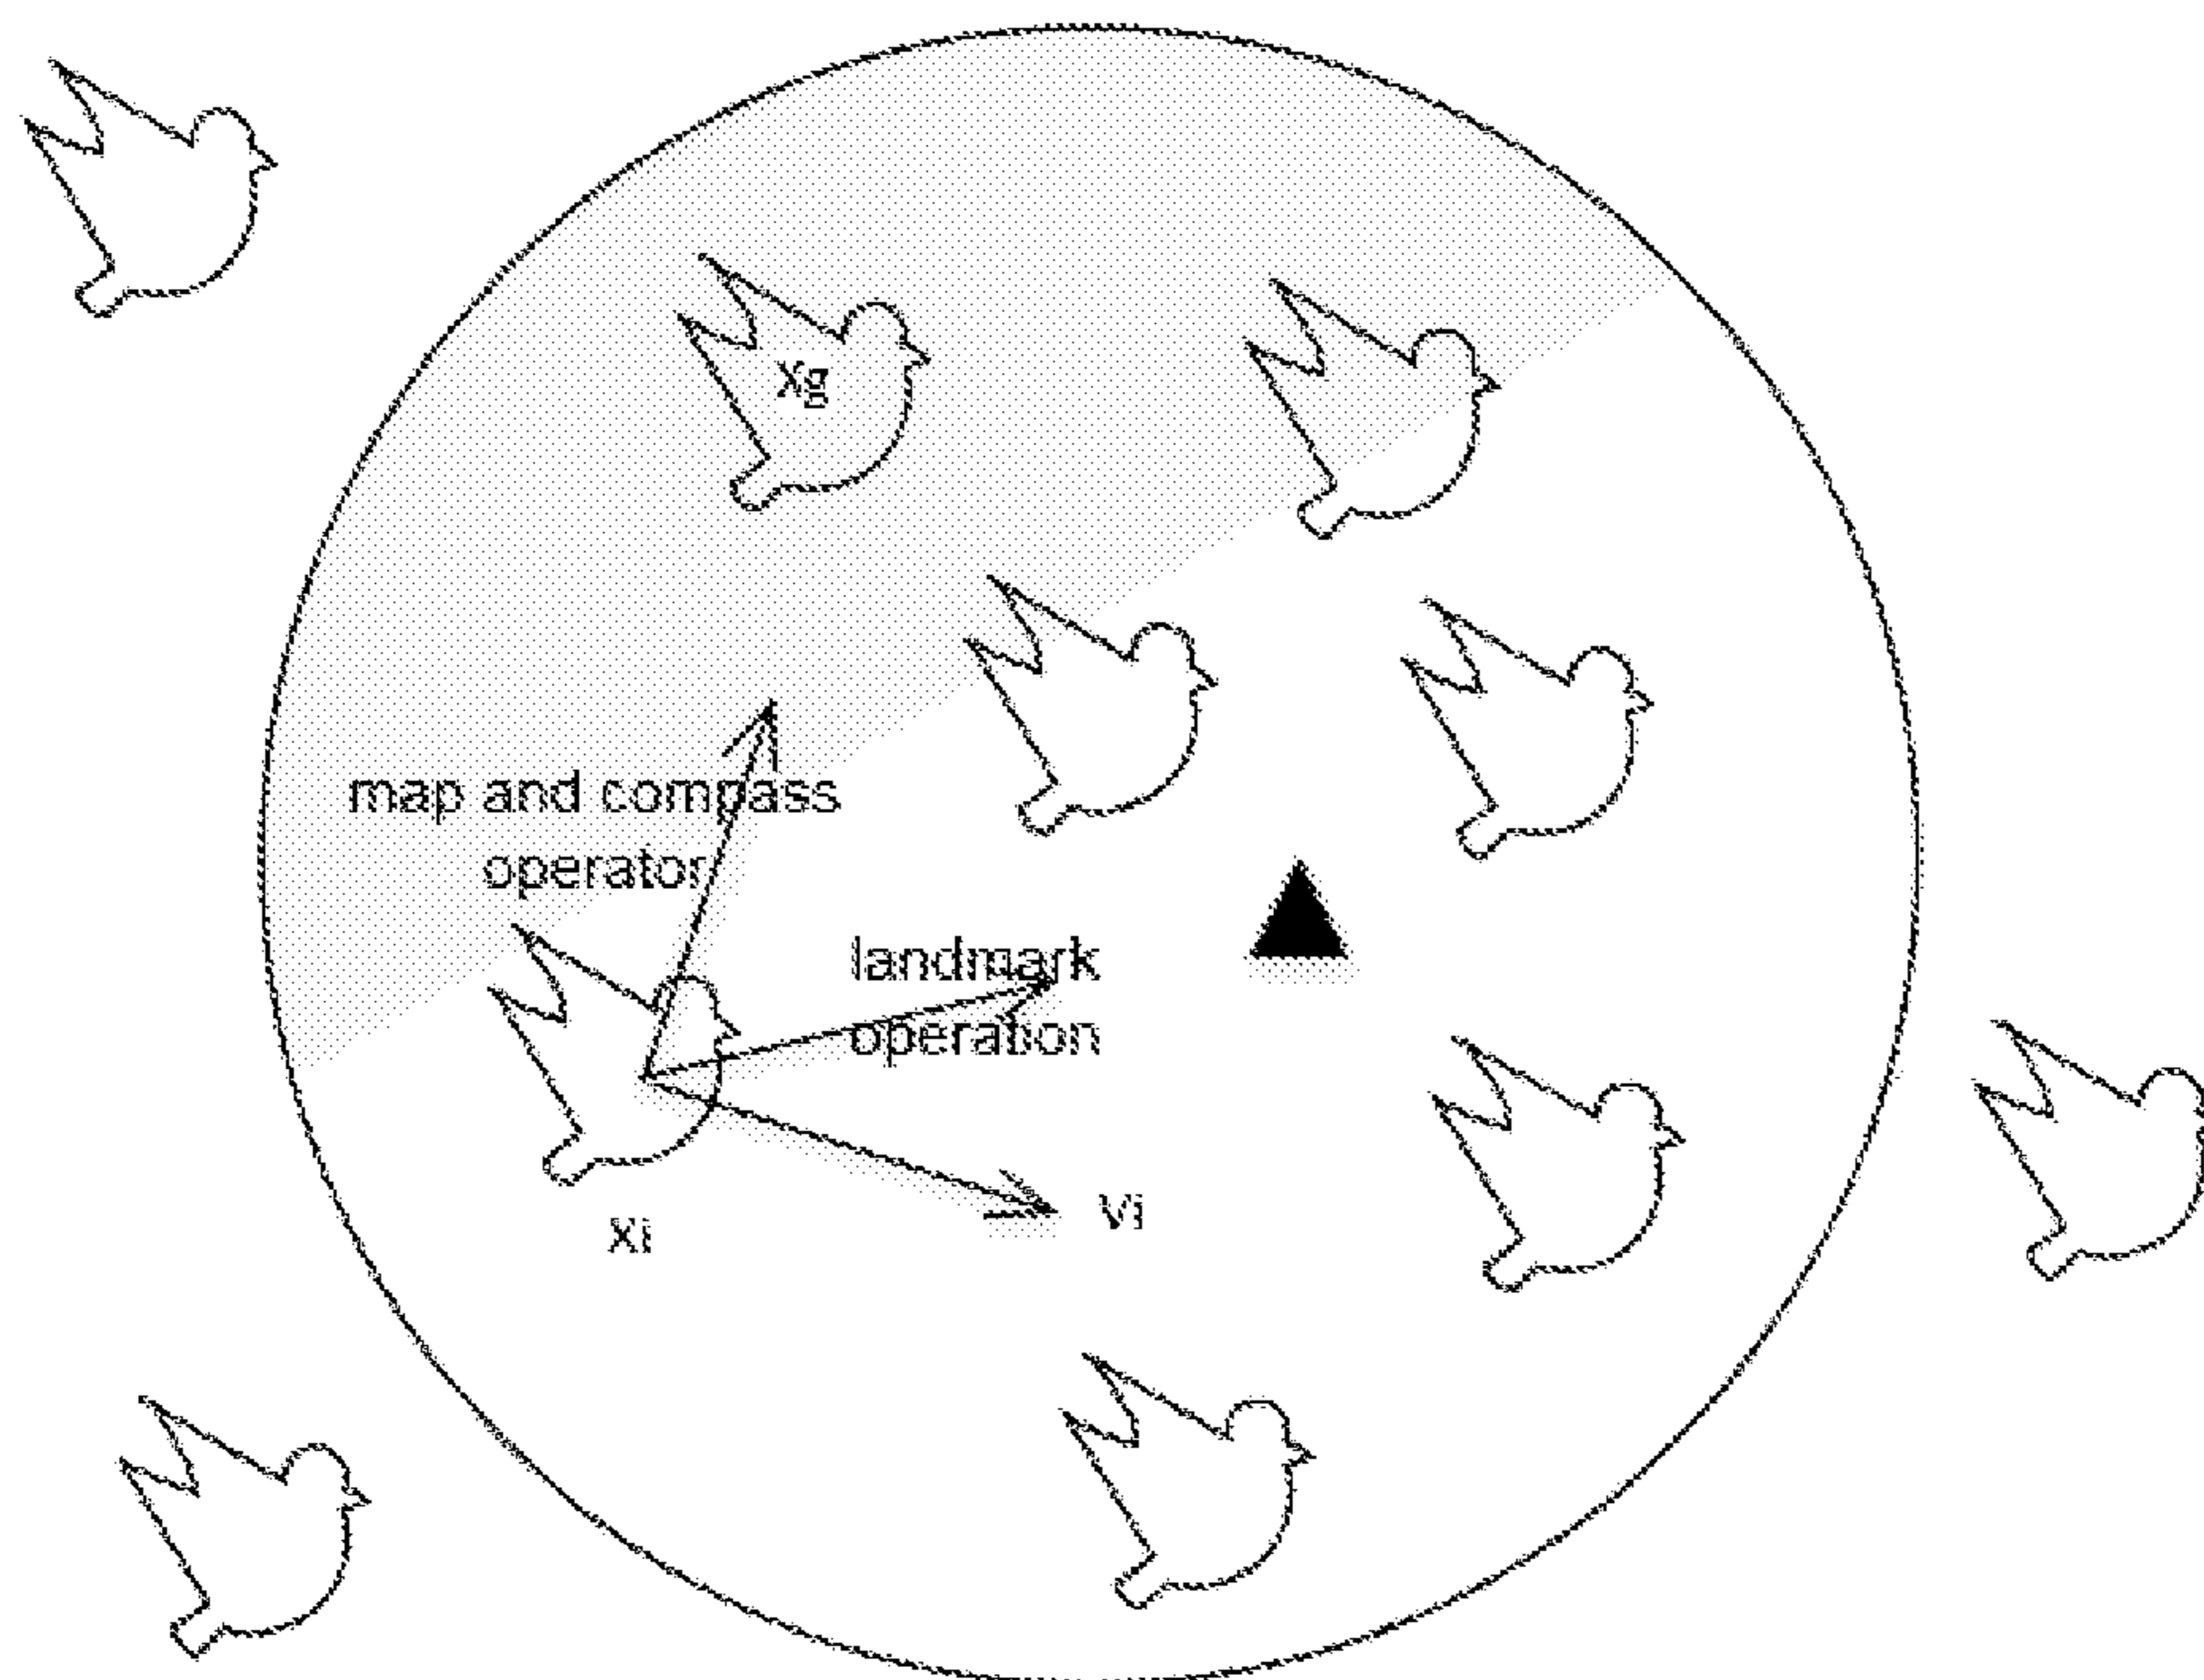 Xg
map and compass
operator
landmark
operation
Xi
Vi